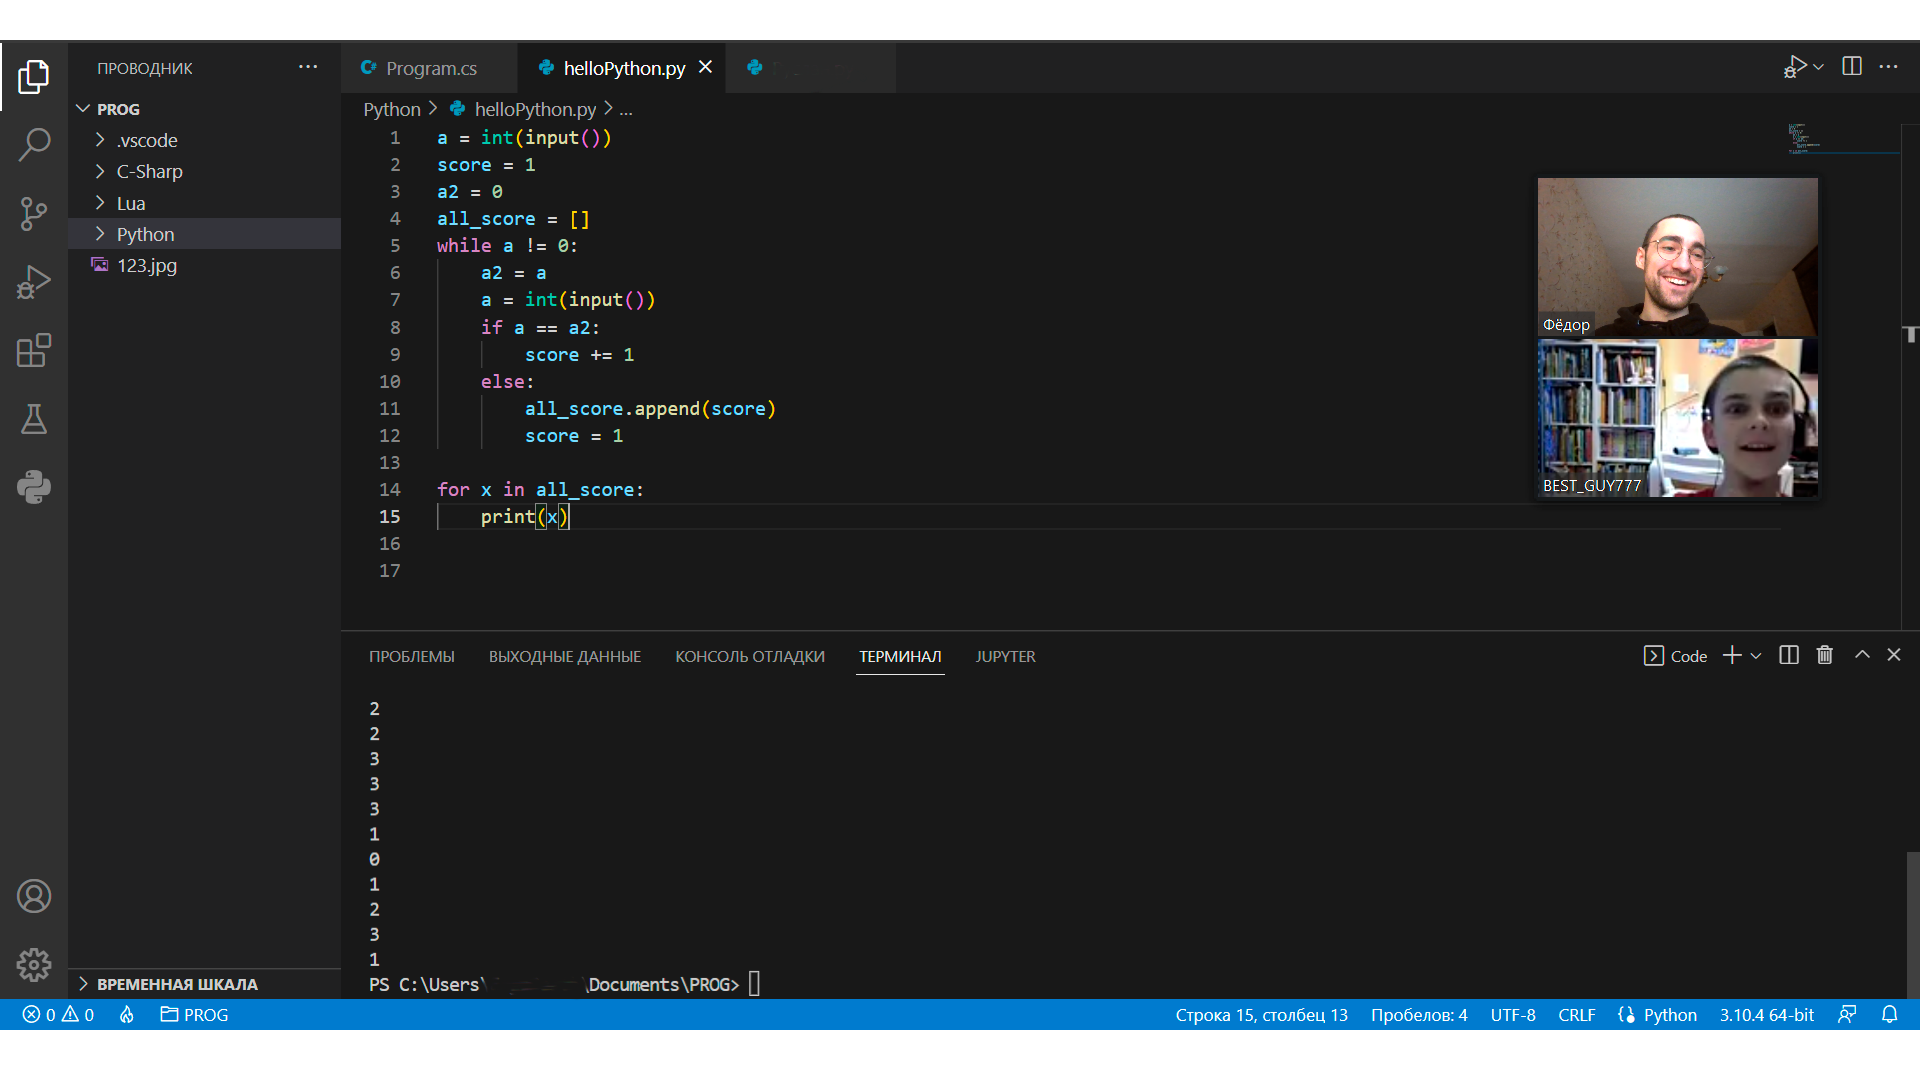 ПРОВОДНИК
PROG
.vscode
C-Sharp
Lua
Python
123.jpg
ВРЕМЕННАЯ ШКАЛА
Program.cs
helloPython.py
Python > helloPython.py > ...
1 a = int(input())
2 score = 1
3 a2 = 0
4 all_score = []
5 while a != 0:
6 a2 = a
7 a = int(input())
8 if a == a2:
9 score += 1
10 else:
11 all_score.append(score)
12 score = 1
13
14 for x in all_score:
15 print(x)
16
17
Фёдор
BEST_GUY777
ПРОБЛЕМЫ ВЫХОДНЫЕ ДАННЫЕ КОНСОЛЬ ОТЛАДКИ ТЕРМИНАЛ JUPYTER
Code
2
2
3
3
3
1
0
1
2
3
1
PS C:\Users\ \Documents\PROG>
0 0 PROG
Строка 15, столбец 13 Пробелов: 4 UTF-8 CRLF Python 3.10.4 64-bit